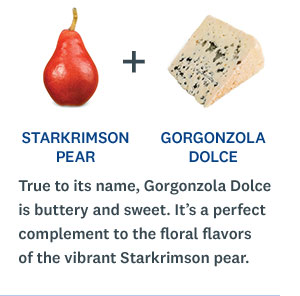 +
STARKRIMSON PEAR
GORGONZOLA DOLCE
True to its name, Gorgonzola Dolce
is buttery and sweet. It’s a perfect
complement to the floral flavors
of the vibrant Starkrimson pear.